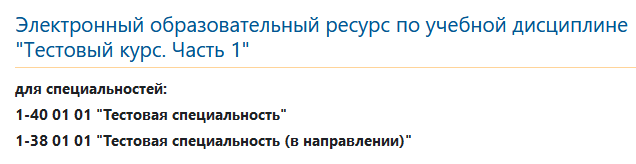 Электронный образовательный ресурс по учебной дисциплине
"Тестовый курс. Часть 1"
для специальностей:
1-40 01 01 "Тестовая специальность"
1-38 01 01 "Тестовая специальность (в направлении)"